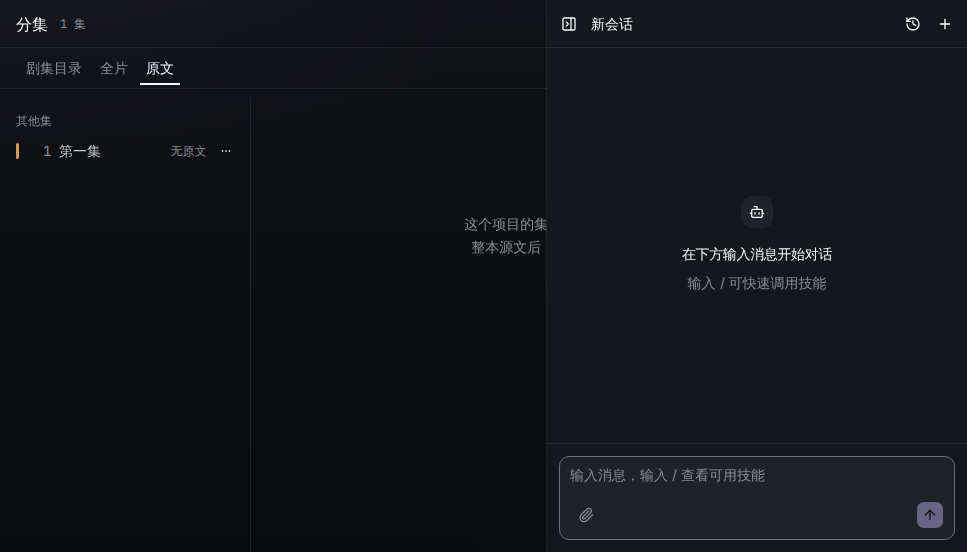 分集 1 集
剧集目录 全片 原文
其他集
1 第一集 无原文 ...
这个项目的集
整本源文后
新会话
在下方输入消息开始对话
输入 / 可快速调用技能
输入消息，输入 / 查看可用技能